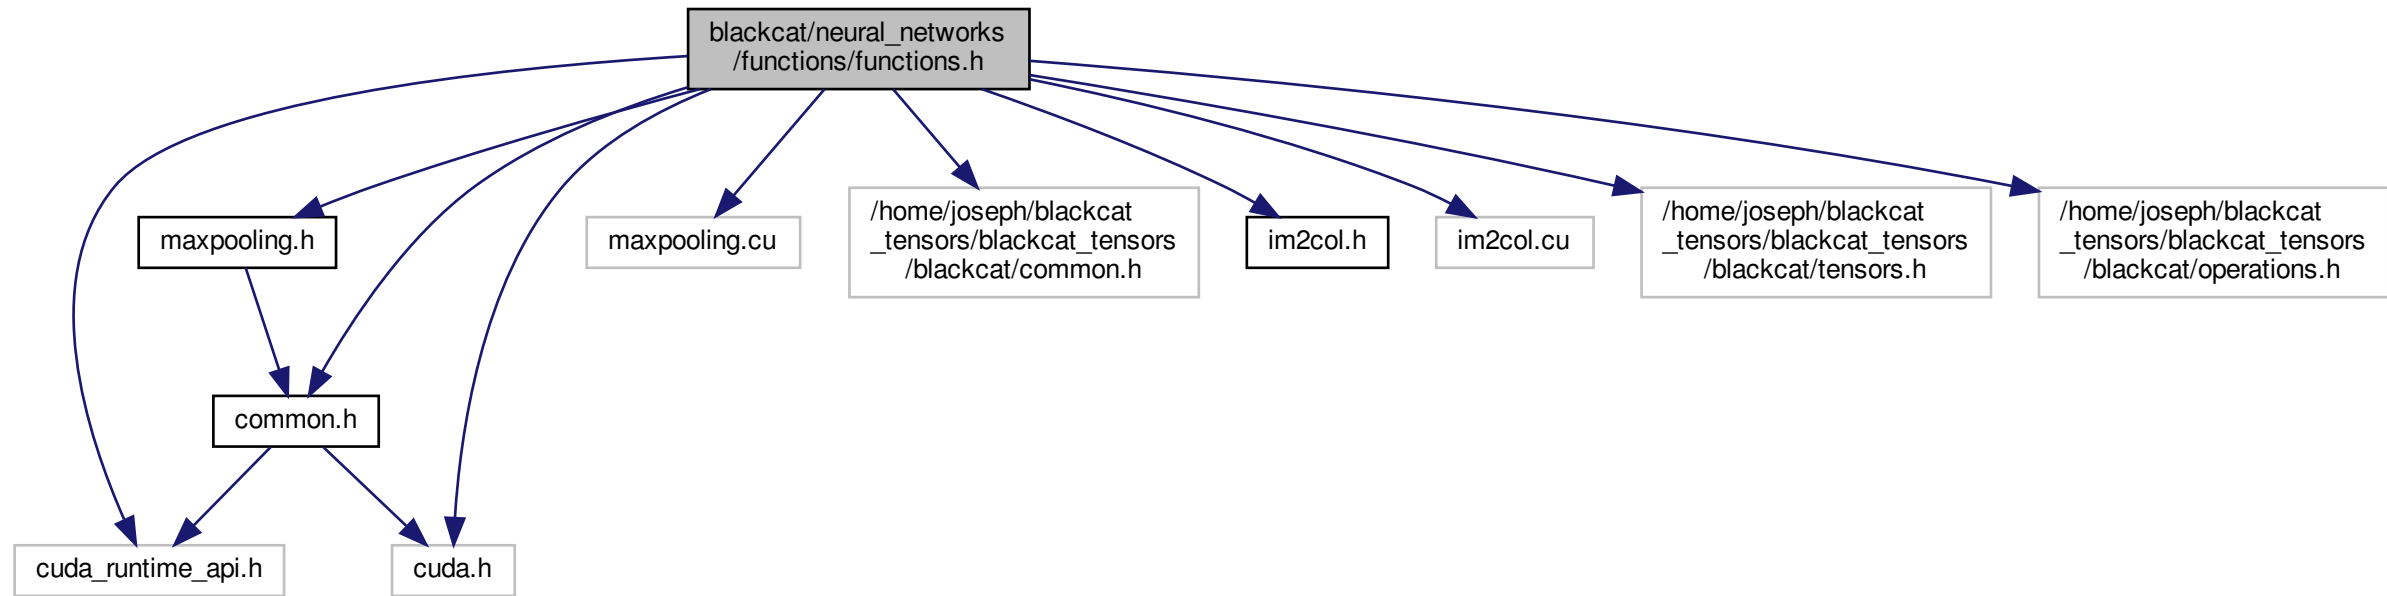 blackcat/neural_networks
/functions/functions.h
maxpooling.h
maxpooling.cu
/home/joseph/blackcat
_tensors/blackcat_tensors
/blackcat/common.h
im2col.h
im2col.cu
/home/joseph/blackcat
_tensors/blackcat_tensors
/blackcat/tensors.h
/home/joseph/blackcat
_tensors/blackcat_tensors
/blackcat/operations.h
common.h
cuda_runtime_api.h
cuda.h